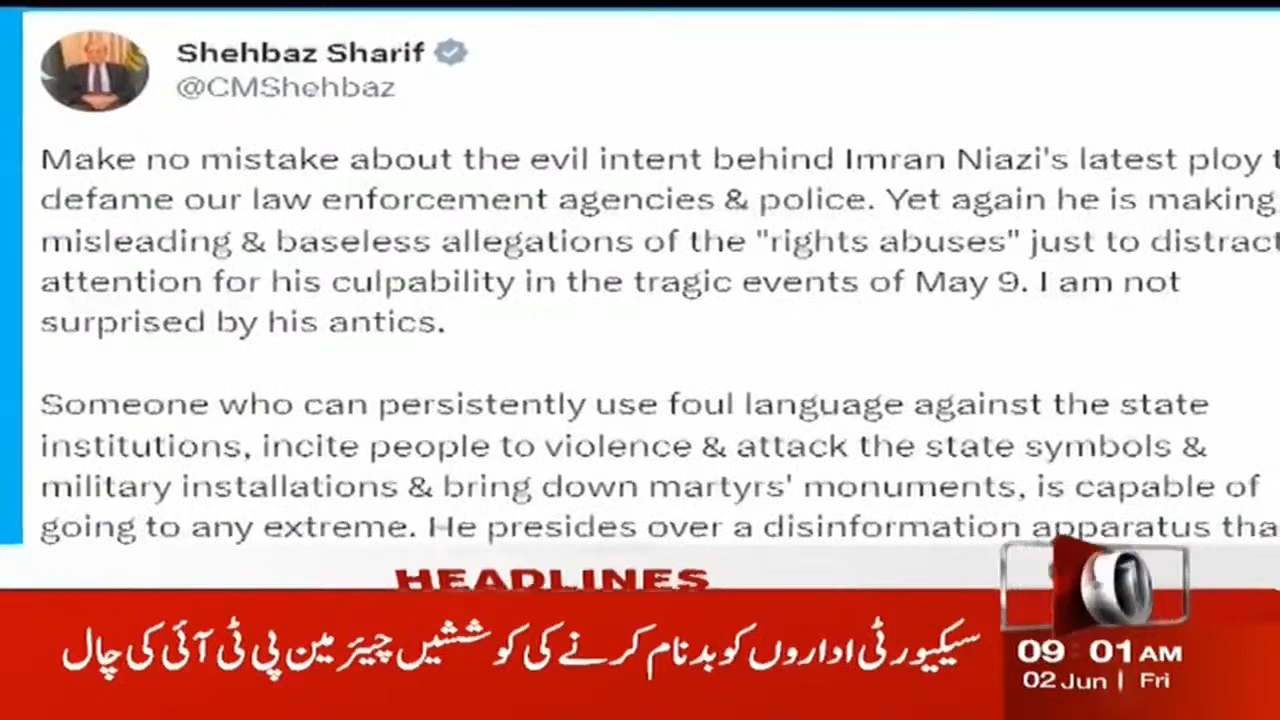 Shehbaz Sharif
@CMShehbaz
Make no mistake about the evil intent behind Imran Niazi's latest ploy t
defame our law enforcement agencies & police. Yet again he is making
misleading & baseless allegations of the "rights abuses" just to distract
attention for his culpability in the tragic events of May 9. I am not
surprised by his antics.
Someone who can persistently use foul language against the state
institutions, incite people to violence & attack the state symbols &
military installations & bring down martyrs' monuments, is capable of
going to any extreme. He presides over a disinformation apparatus tha
HEADLINES
سیکیورٹی اداروں کو بدنام کرنے کی کوششیں چیئرمین پی ٹی آئی کی چال
09:01 AM
02 Jun | Fri